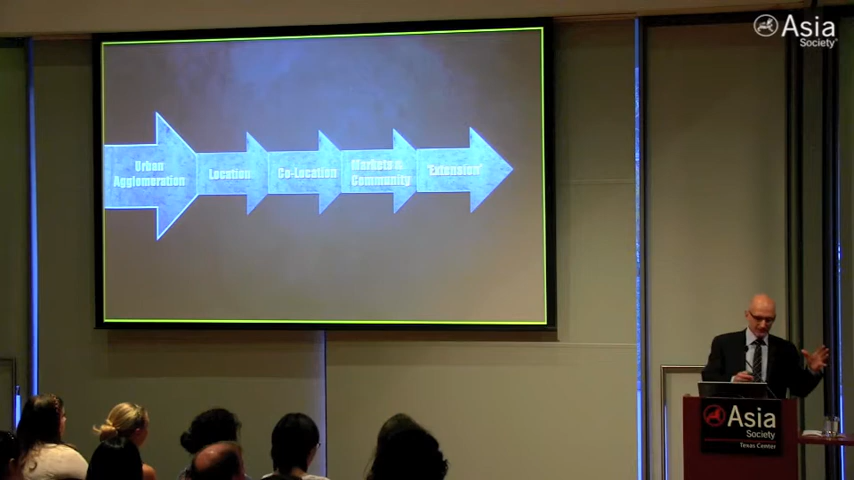 Asia
Society
Urban
Agglomeration
Location
Co-Location
Markets &
Community
'Extension'
Asia
Society
Texas Center